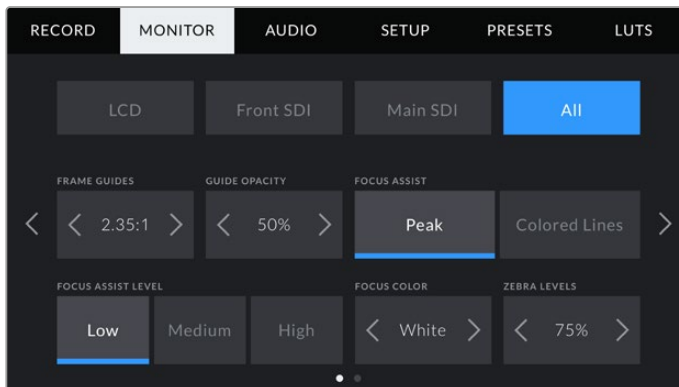 RECORD MONITOR AUDIO SETUP PRESETS LUTS
LCD Front SDI Main SDI All
FRAME GUIDES GUIDE OPACITY FOCUS ASSIST
2.35:1 50% Peak Colored Lines
FOCUS ASSIST LEVEL FOCUS COLOR ZEBRA LEVELS
Low Medium High White 75%